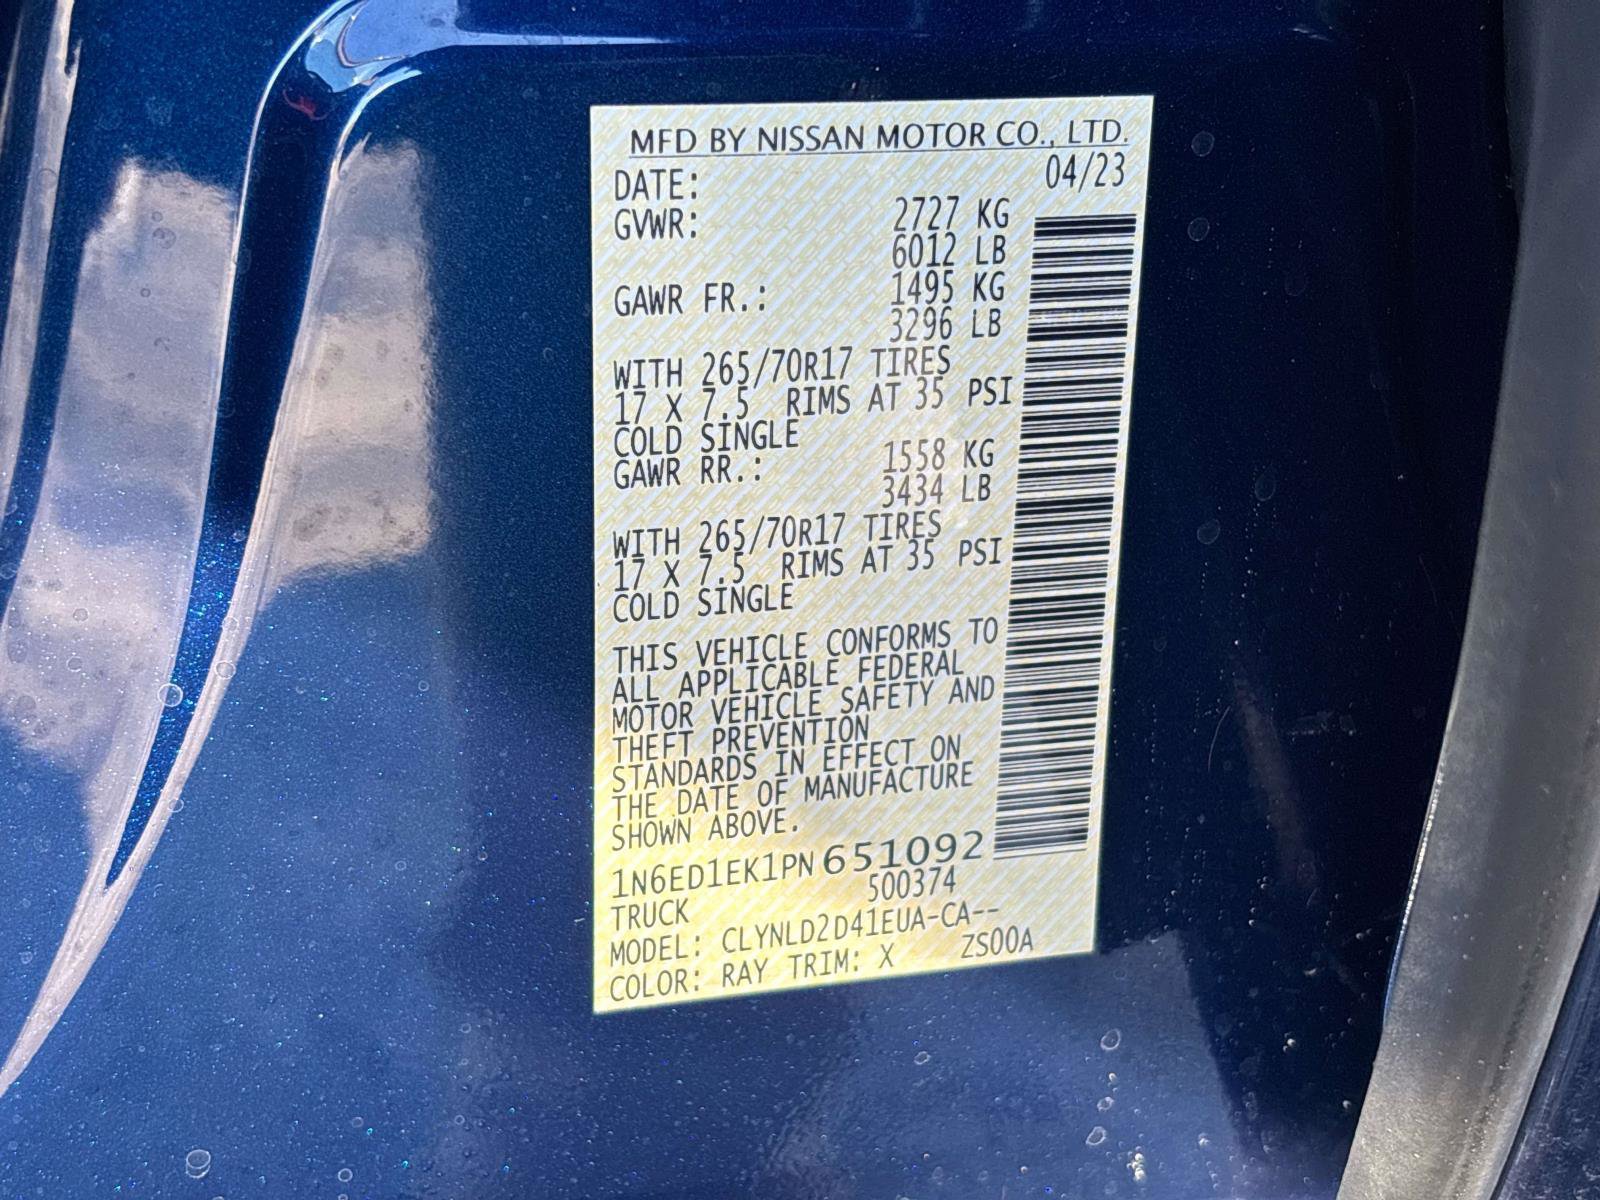 MFD BY NISSAN MOTOR CO., LTD.
DATE: 04/23
GVWR: 2727 KG
6012 LB
GAWR FR.: 1495 KG
3296 LB
WITH 265/70R17 TIRES
17 X 7.5 RIMS AT 35 PSI
COLD SINGLE
GAWR RR.: 1558 KG
3434 LB
WITH 265/70R17 TIRES
17 X 7.5 RIMS AT 35 PSI
COLD SINGLE
THIS VEHICLE CONFORMS TO
ALL APPLICABLE FEDERAL
MOTOR VEHICLE SAFETY AND
THEFT PREVENTION
STANDARDS IN EFFECT ON
THE DATE OF MANUFACTURE
SHOWN ABOVE.
1N6ED1EK1PN 651092
500374
TRUCK
MODEL: CLYNLD2D41EUA-CA--
COLOR: RAY TRIM: X ZS00A